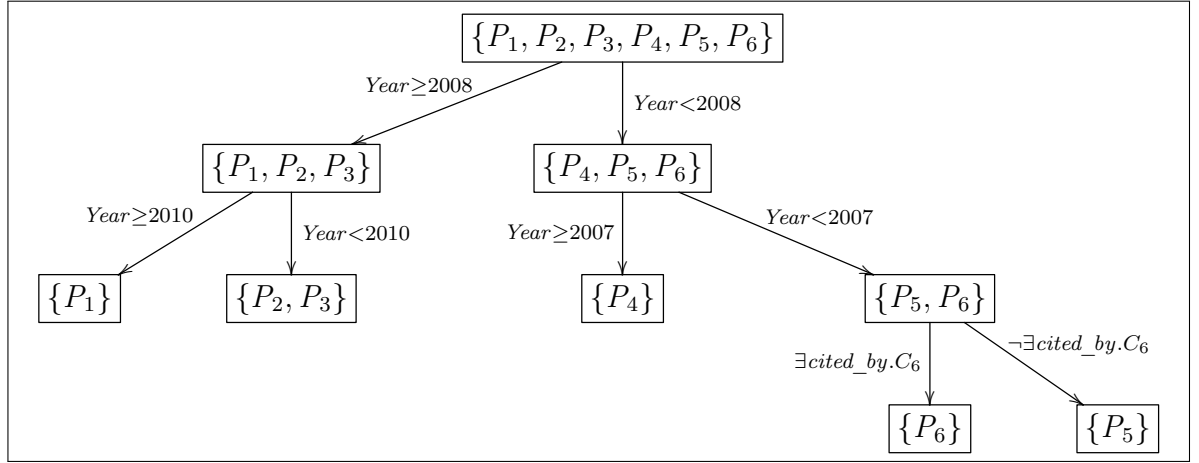 {P₁, P₂, P₃, P₄, P₅, P₆}
Year≥2008
Year<2008
{P₁, P₂, P₃}
{P₄, P₅, P₆}
Year≥2010
Year<2010
Year≥2007
Year<2007
{P₁}
{P₂, P₃}
{P₄}
{P₅, P₆}
∃cited_by.C₆
¬∃cited_by.C₆
{P₆}
{P₅}